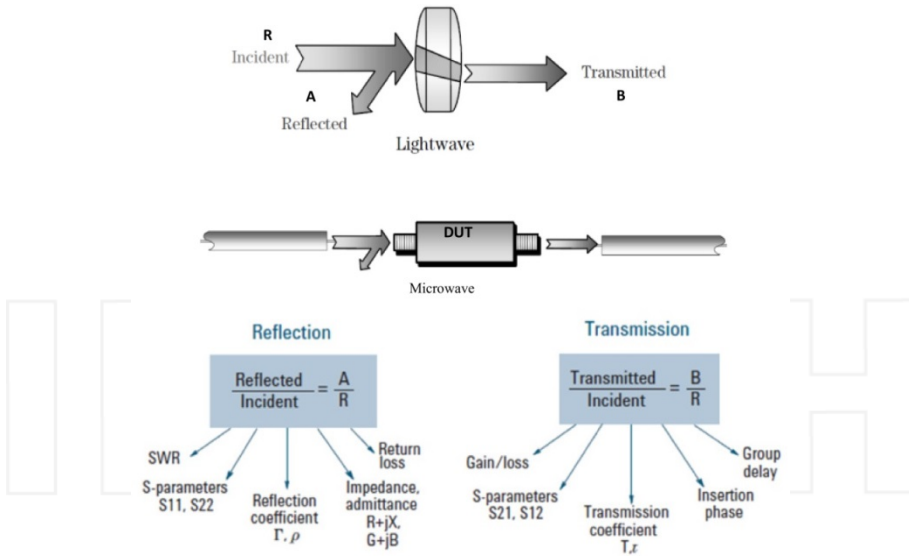 R
Incident
A
Reflected
Transmitted
B
Lightwave
DUT
Microwave
Reflection
Reflected
Incident
= A
R
SWR
S-parameters
S11, S22
Reflection
coefficient
Γ, ρ
Impedance,
admittance
R+jX,
G+jB
Return
loss
Transmission
Transmitted
Incident
= B
R
Gain/loss
S-parameters
S21, S12
Transmission
coefficient
T,τ
Insertion
phase
Group
delay